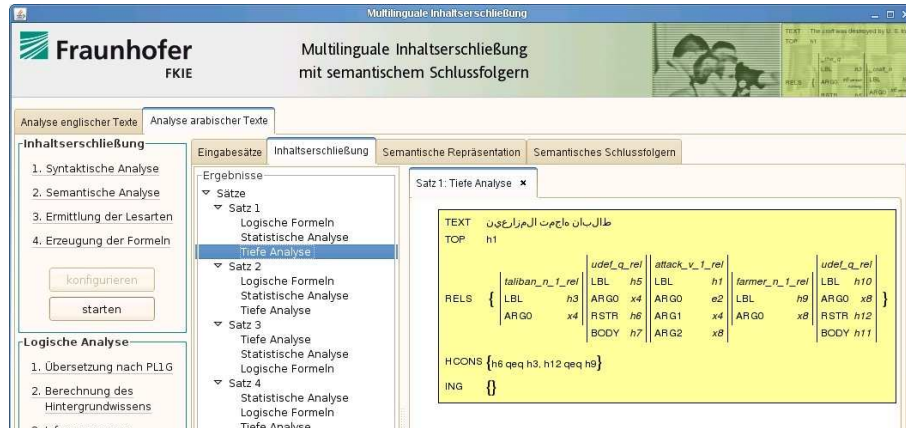 Multilinguale Inhaltserschließung
Fraunhofer
FKIE
Multilinguale Inhaltserschließung
mit semantischem Schlussfolgern
TEXT The craft was destroyed by U. S.
Analyse englischer Texte Analyse arabischer Texte
Inhaltserschließung
1. Syntaktische Analyse
2. Semantische Analyse
3. Ermittlung der Lesarten
4. Erzeugung der Formeln
konfigurieren
starten
Logische Analyse
1. Übersetzung nach PL1G
2. Berechnung des
Hintergrundwissens
Eingabesätze Inhaltserschließung Semantische Repräsentation Semantisches Schlussfolgern
Ergebnisse
Sätze
Satz 1
Logische Formeln
Statistische Analyse
Tiefe Analyse
Satz 2
Logische Formeln
Statistische Analyse
Tiefe Analyse
Satz 3
Tiefe Analyse
Statistische Analyse
Logische Formeln
Satz 4
Statistische Analyse
Logische Formeln
Tiefe Analyse
Satz 1: Tiefe Analyse ×
TEXT طالبان هاجمت المزارعين
TOP h1
udef_q_rel attack_v_1_rel udef_q_rel
taliban_n_1_rel LBL h5 LBL h1 farmer_n_1_rel LBL h10
RELS { LBL h3 ARG0 x4 ARG0 e2 LBL h9 ARG0 x8 }
ARG0 x4 RSTR h6 ARG1 x4 ARG0 x8 RSTR h12
BODY h7 ARG2 x8 BODY h11
HCONS {h6 qeq h3, h12 qeq h9}
ING {}